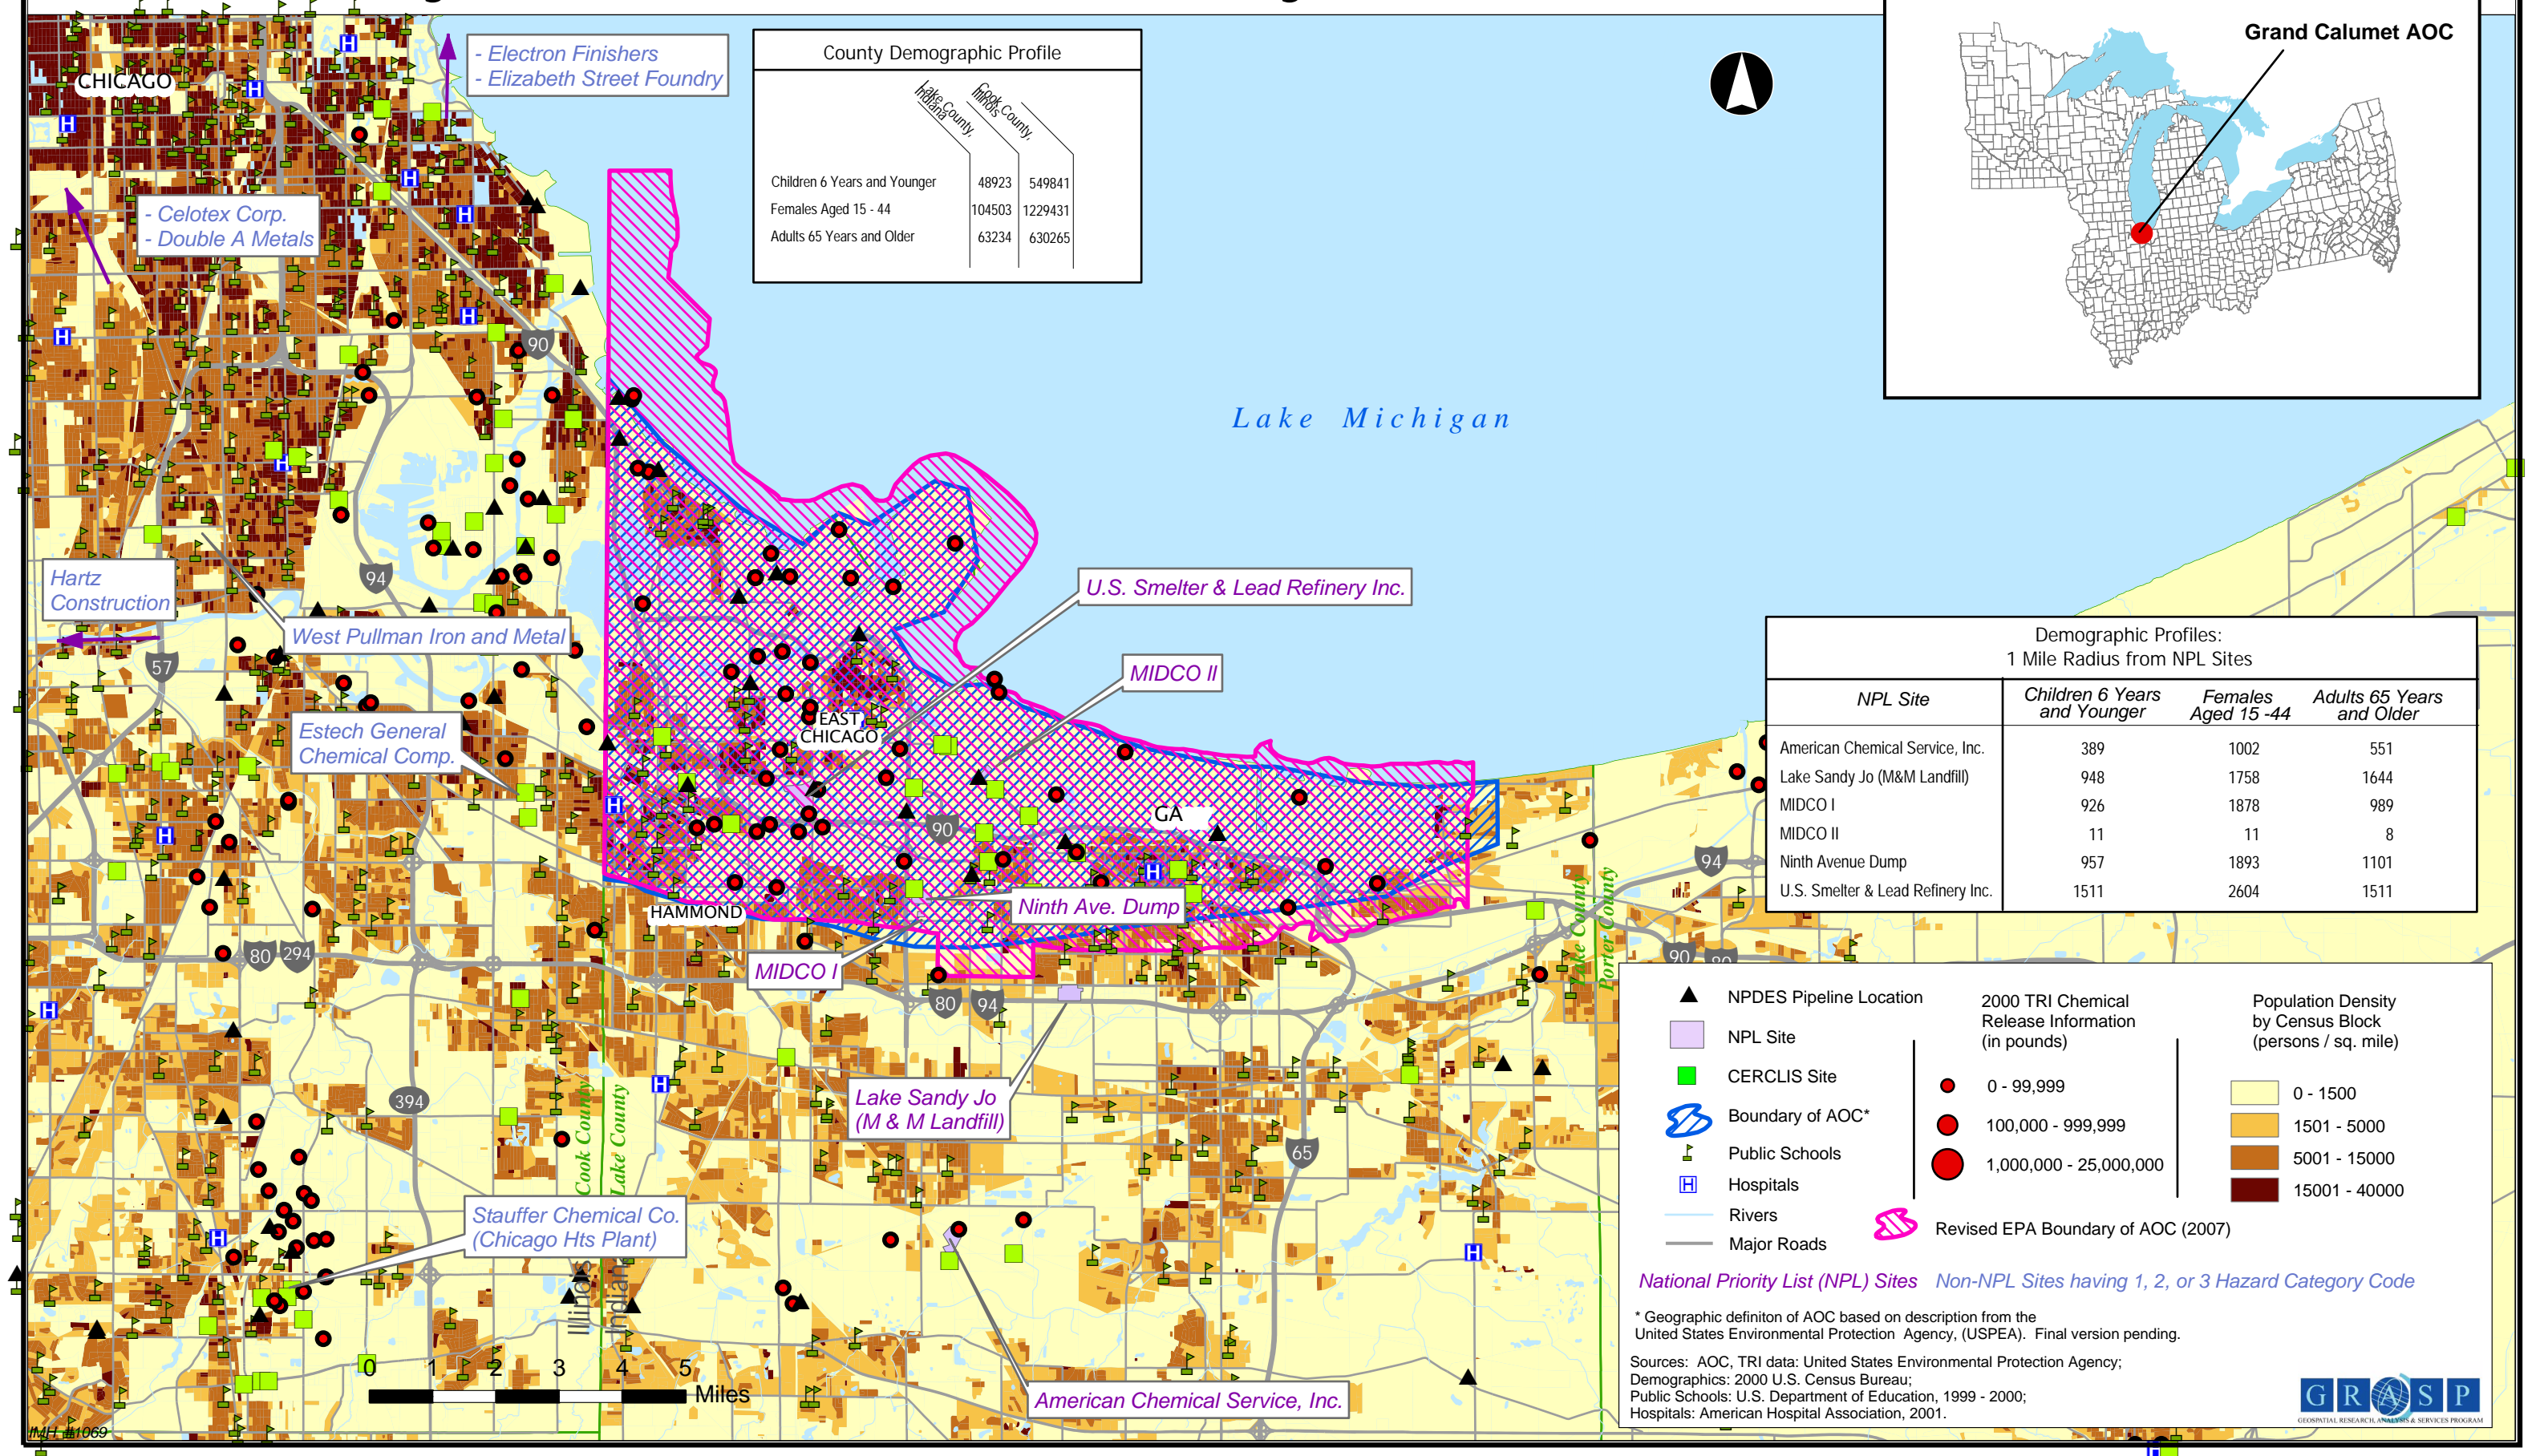 CHICAGO
- Electron Finishers
- Elizabeth Street Foundry
- Celotex Corp.
- Double A Metals
County Demographic Profile
Lake County,
Indiana
Cook County,
Illinois
Children 6 Years and Younger 48923 549841
Females Aged 15 - 44 104503 1229431
Adults 65 Years and Older 63234 630265
Grand Calumet AOC
Lake Michigan
90
94
Hartz
Construction
West Pullman Iron and Metal
57
Estech General
Chemical Comp.
U.S. Smelter & Lead Refinery Inc.
MIDCO II
EAST
CHICAGO
GA
90
HAMMOND
Ninth Ave. Dump
MIDCO I
80 294
80 94
94
90 80
Lake County
Porter County
Lake Sandy Jo
(M & M Landfill)
394
65
Cook County
Lake County
Stauffer Chemical Co.
(Chicago Hts Plant)
Illinois
Indiana
American Chemical Service, Inc.
0 1 2 3 4 5
Miles
IMH #1069
Demographic Profiles:
1 Mile Radius from NPL Sites
NPL Site Children 6 Years and Younger Females Aged 15 -44 Adults 65 Years and Older
American Chemical Service, Inc. 389 1002 551
Lake Sandy Jo (M&M Landfill) 948 1758 1644
MIDCO I 926 1878 989
MIDCO II 11 11 8
Ninth Avenue Dump 957 1893 1101
U.S. Smelter & Lead Refinery Inc. 1511 2604 1511
NPDES Pipeline Location
NPL Site
CERCLIS Site
Boundary of AOC*
Public Schools
H Hospitals
Rivers
Major Roads
2000 TRI Chemical
Release Information
(in pounds)
0 - 99,999
100,000 - 999,999
1,000,000 - 25,000,000
Population Density
by Census Block
(persons / sq. mile)
0 - 1500
1501 - 5000
5001 - 15000
15001 - 40000
Revised EPA Boundary of AOC (2007)
National Priority List (NPL) Sites Non-NPL Sites having 1, 2, or 3 Hazard Category Code
* Geographic definiton of AOC based on description from the
United States Environmental Protection Agency, (USPEA). Final version pending.
Sources: AOC, TRI data: United States Environmental Protection Agency;
Demographics: 2000 U.S. Census Bureau;
Public Schools: U.S. Department of Education, 1999 - 2000;
Hospitals: American Hospital Association, 2001.
GRASP
GEOSPATIAL RESEARCH, ANALYSIS & SERVICES PROGRAM